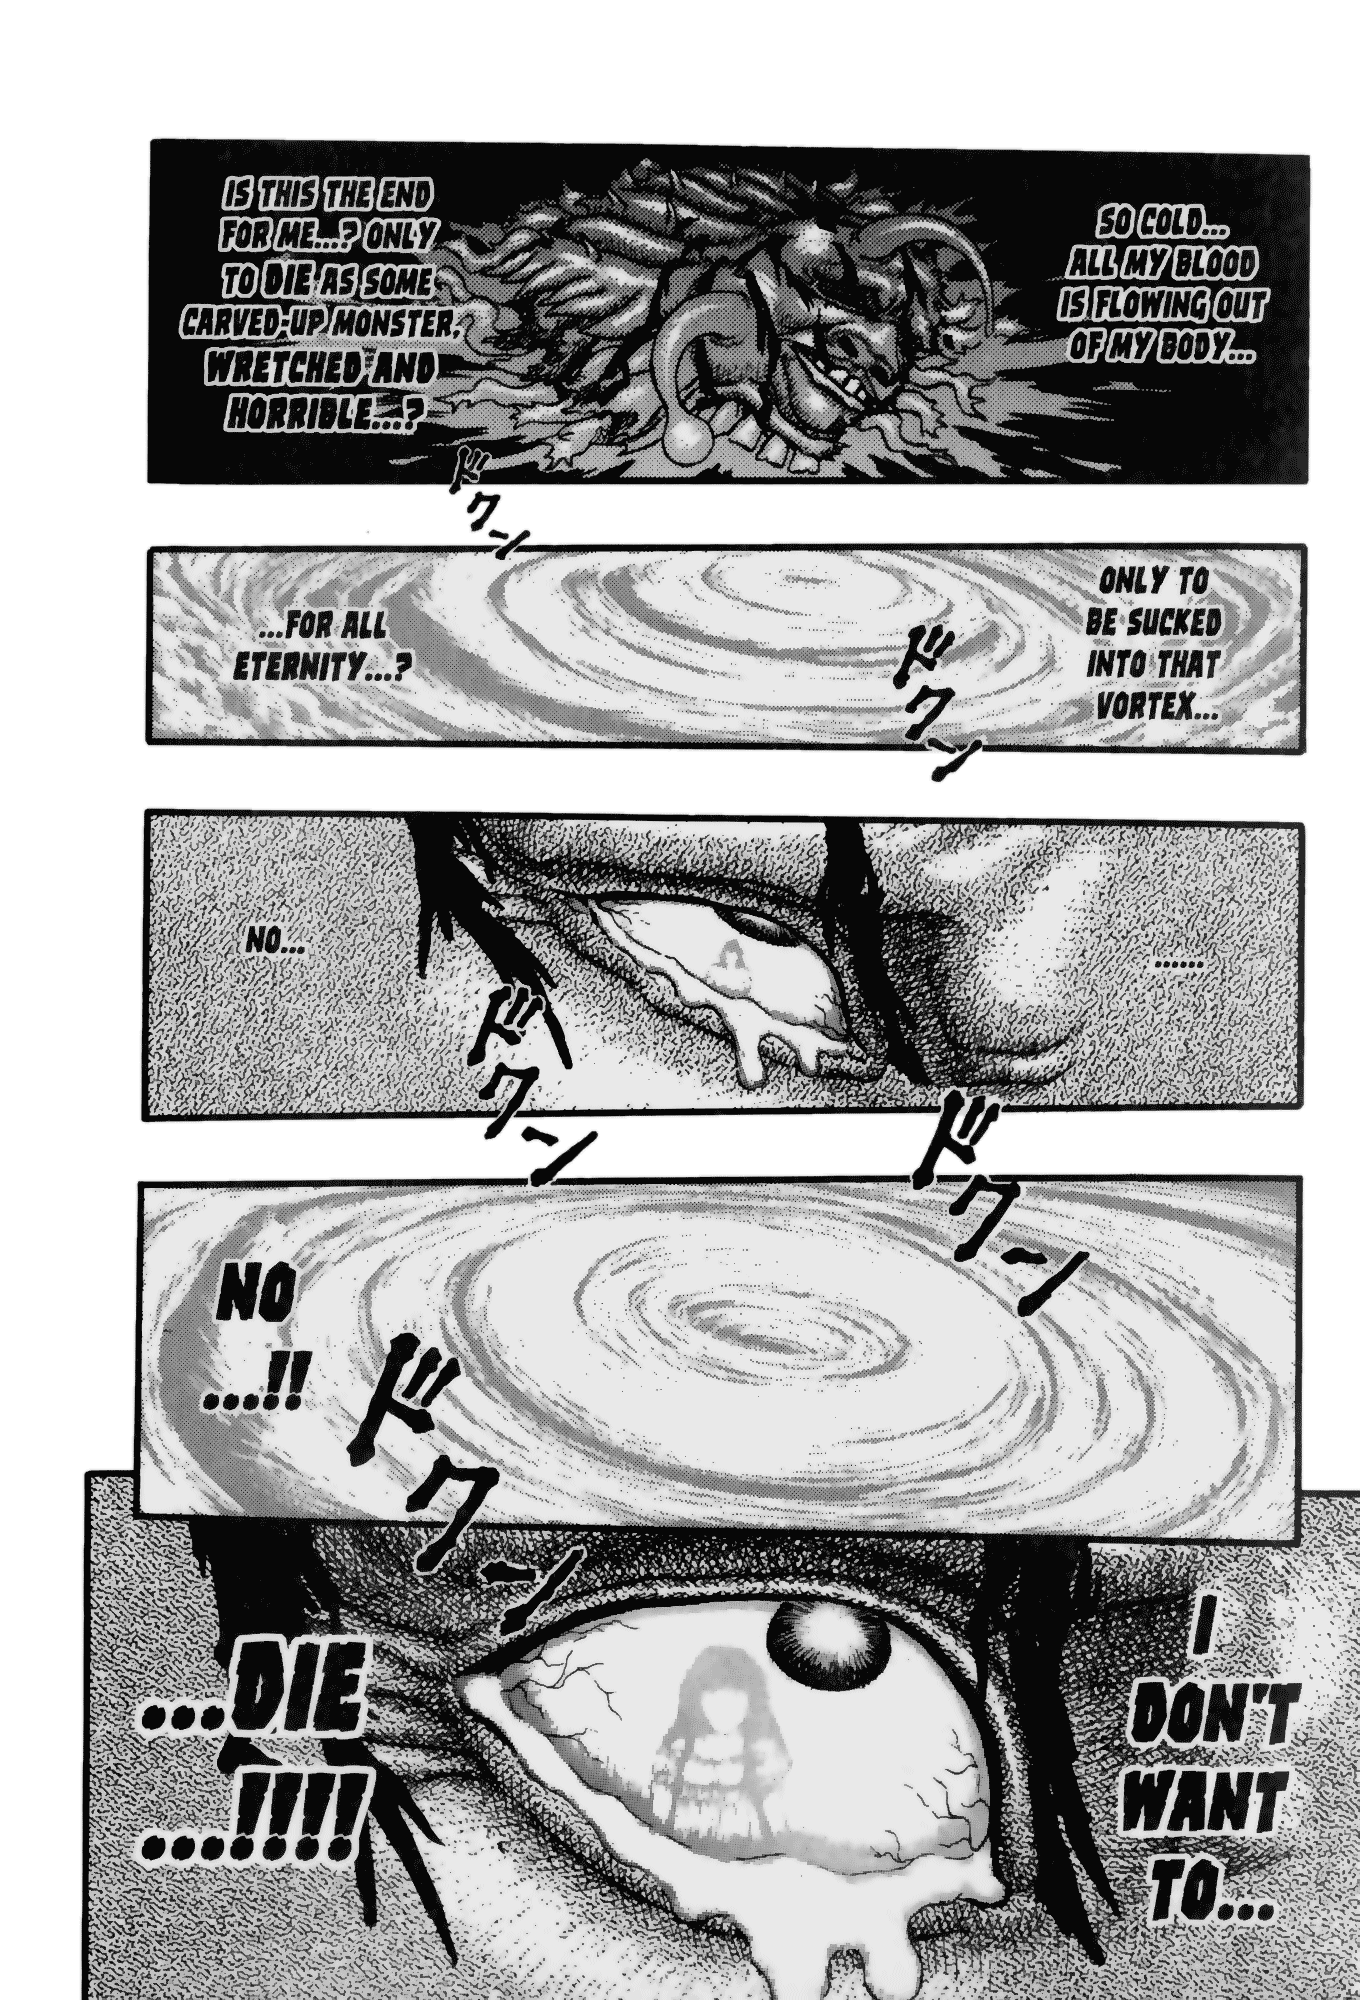 SO COLD...
ALL MY BLOOD
IS FLOWING OUT
OF MY BODY...
IS THIS THE END
FOR ME...? ONLY
TO DIE AS SOME
CARVED-UP MONSTER,
WRETCHED AND
HORRIBLE...?
ドクン
ONLY TO
BE SUCKED
INTO THAT
VORTEX...
ドクン
...FOR ALL
ETERNITY...?
......
NO...
ドクン
ドクン
NO
...!!
ドクン
I
DON'T
WANT
TO...
...DIE
...!!!!